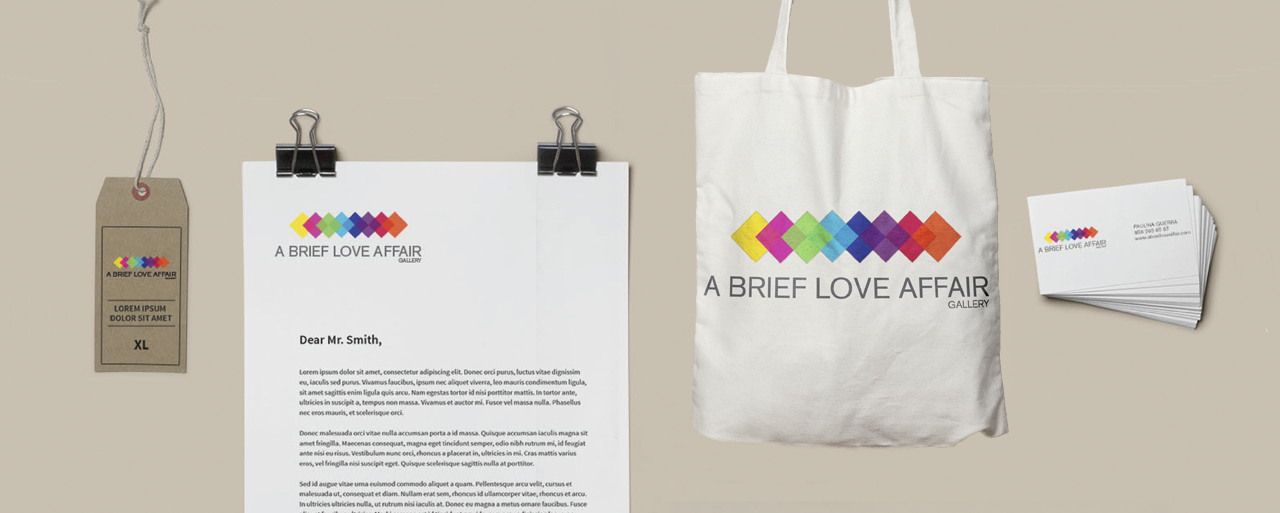 A BRIEF LOVE AFFAIR
GALLERY
LOREM IPSUM
DOLOR SIT AMET
XL
A BRIEF LOVE AFFAIR
GALLERY
Dear Mr. Smith,
Lorem ipsum dolor sit amet, consectetur adipiscing elit. Donec orci purus, luctus vitae dignissim
eu, iaculis sed purus. Vivamus faucibus, ipsum nec aliquet viverra, leo mauris condimentum ligula,
sit amet sagittis enim ligula quis arcu. Nam egestas tortor id nisi porttitor mattis. In tortor ante,
ultricies in suscipit a, tempus non massa. Vivamus et auctor mi. Fusce vel massa nulla. Phasellus
nec eros mauris, et scelerisque orci.
Donec malesuada orci vitae nulla accumsan porta a id massa. Quisque accumsan iaculis magna sit
amet fringilla. Maecenas consequat, magna eget tincidunt semper, odio nibh rutrum mi, id feugiat
ante nisi eu risus. Vestibulum nunc orci, rhoncus a placerat in, ultricies in mi. Cras mattis varius
eros, vel fringilla nisi suscipit eget. Quisque scelerisque sagittis nulla at porttitor.
Sed id augue vitae urna euismod commodo aliquet a quam. Pellentesque arcu velit, cursus et
malesuada ut, consequat et diam. Nullam erat sem, rhoncus id ullamcorper vitae, rhoncus et arcu.
In ultricies ultricies nulla, ut rutrum nisi iaculis at. Donec eu magna a metus ornare faucibus. Fusce
A BRIEF LOVE AFFAIR
GALLERY
A BRIEF LOVE AFFAIR
PAULINA GUERRA